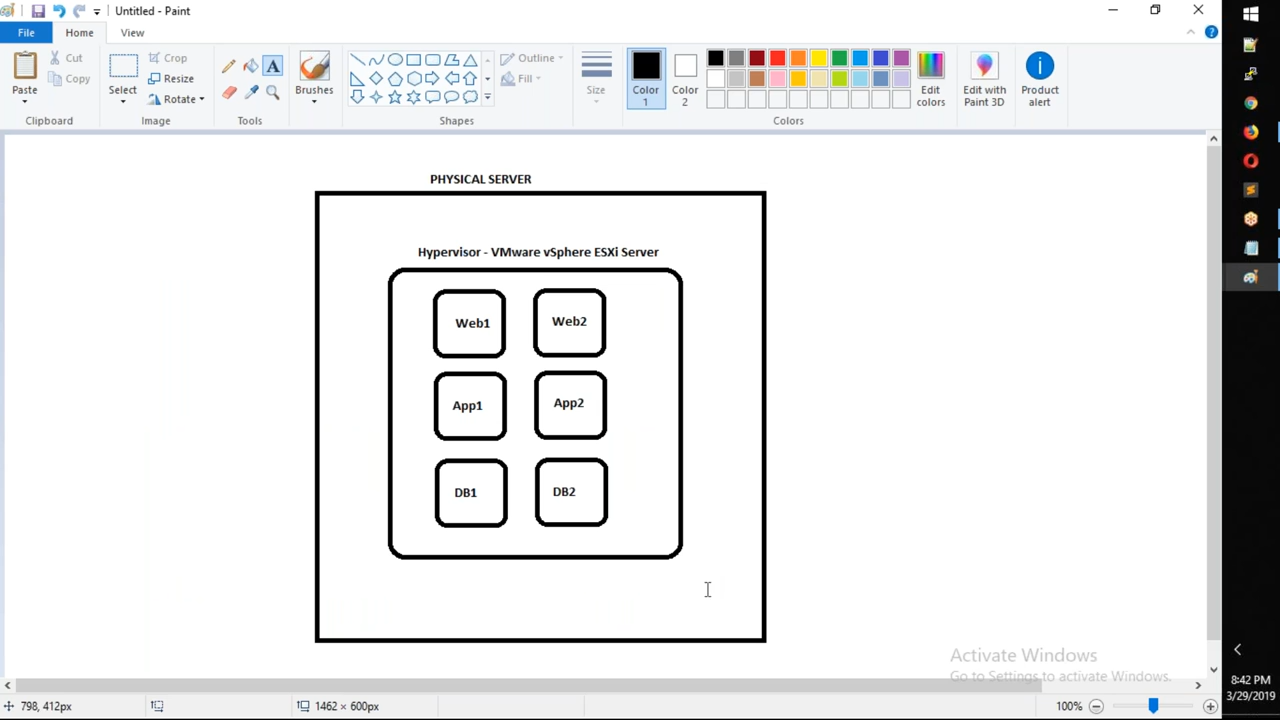 Untitled - Paint
File
Home
View
Paste
Cut
Copy
Clipboard
Select
Crop
Resize
Rotate
Image
Tools
Brushes
Outline
Fill
Shapes
Size
Color 1
Color 2
Edit colors
Edit with Paint 3D
Product alert
Colors
PHYSICAL SERVER
Hypervisor - VMware vSphere ESXi Server
Web1
Web2
App1
App2
DB1
DB2
Activate Windows
Go to Settings to activate Windows.
798, 412px
1462 × 600px
100%
8:42 PM
3/29/2019